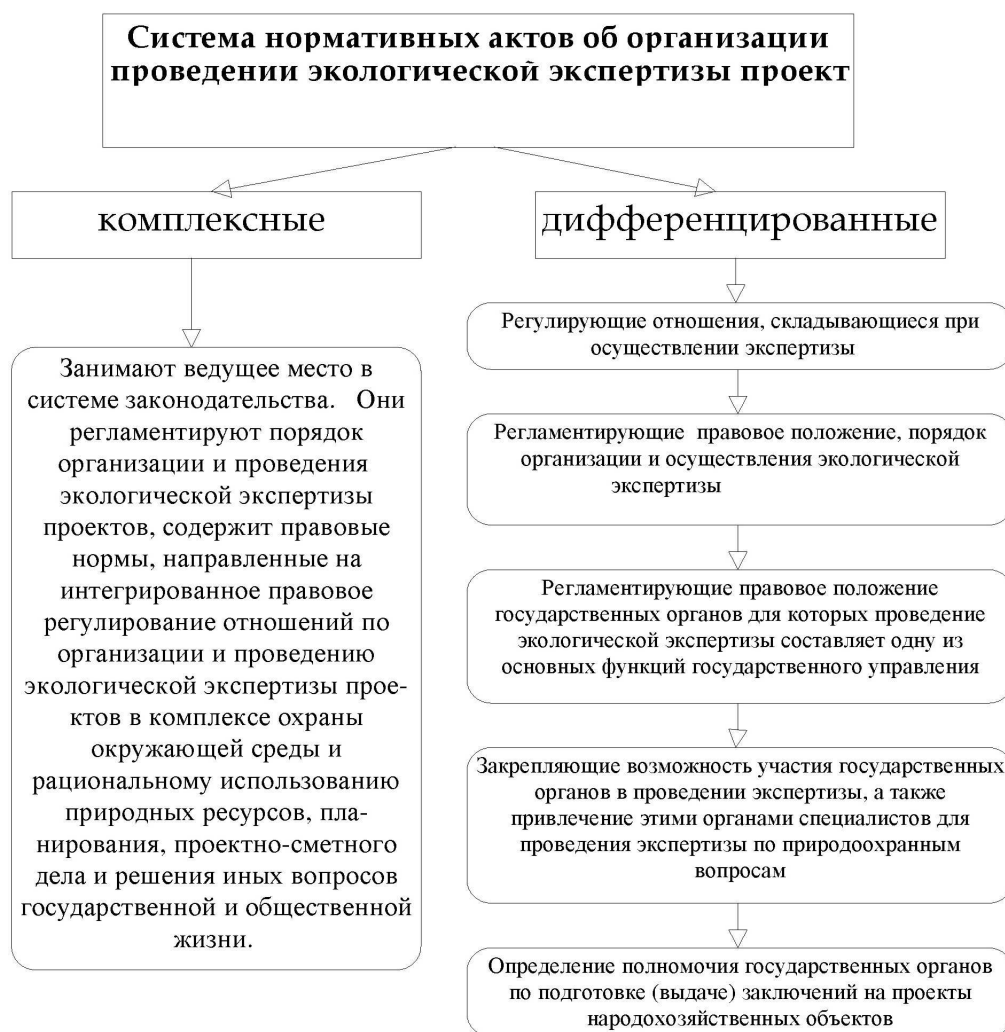 Система нормативных актов об организации
проведении экологической экспертизы проект
комплексные
дифференцированные
Занимают ведущее место в
системе законодательства. Они
регламентируют порядок
организации и проведения
экологической экспертизы
проектов, содержит правовые
нормы, направленные на
интегрированное правовое
регулирование отношений по
организации и проведению
экологической экспертизы прое-
ктов в комплексе охраны
окружающей среды и
рациональному использованию
природных ресурсов, пла-
нирования, проектно-сметного
дела и решения иных вопросов
государственной и общественной
жизни.
Регулирующие отношения, складывающиеся при
осуществлении экспертизы
Регламентирующие правовое положение, порядок
организации и осуществления экологической
экспертизы
Регламентирующие правовое положение
государственных органов для которых проведение
экологической экспертизы составляет одну из
основных функций государственного управления
Закрепляющие возможность участия государственных
органов в проведении экспертизы, а также
привлечение этими органами специалистов для
проведения экспертизы по природоохранным
вопросам
Определение полномочия государственных органов
по подготовке (выдаче) заключений на проекты
народохозяйственных объектов